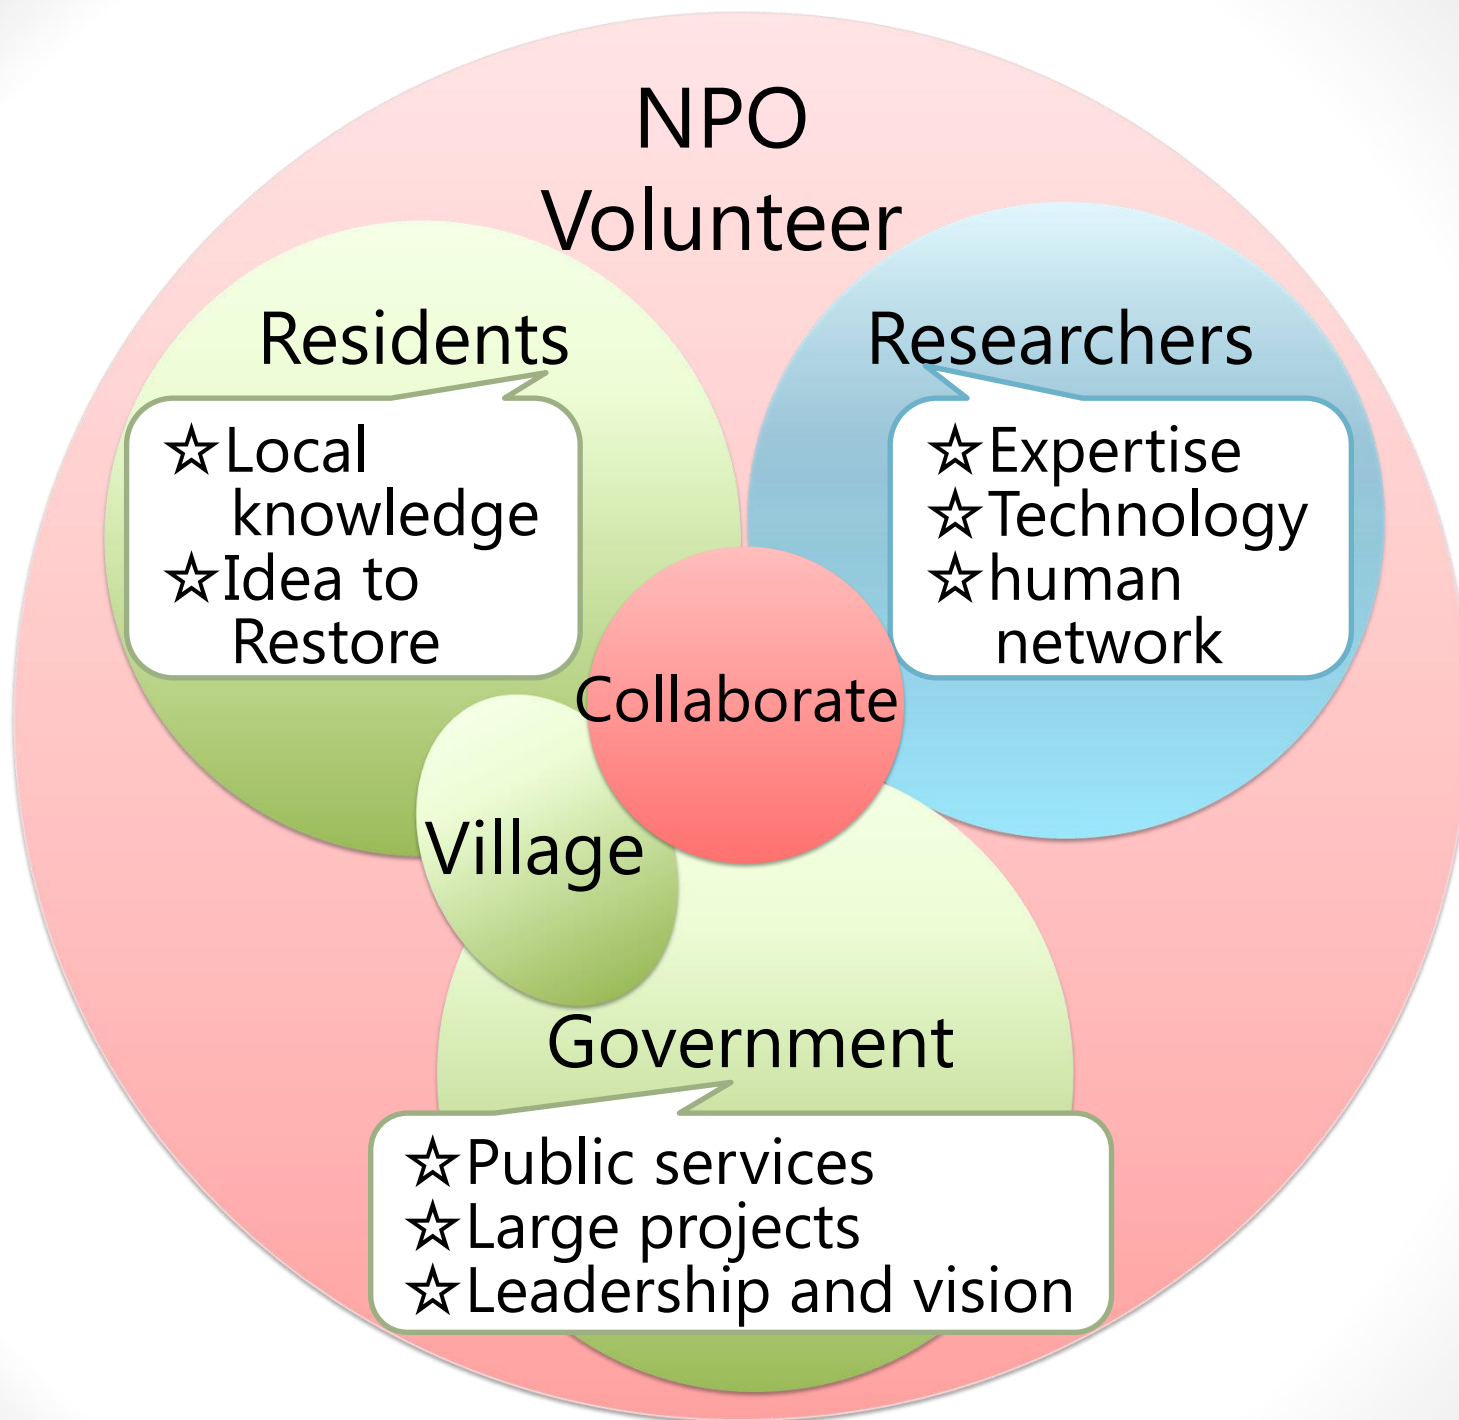 NPO
Volunteer
Residents
☆Local
knowledge
☆Idea to
Restore
Researchers
☆Expertise
☆Technology
☆human
network
Collaborate
Village
Government
☆Public services
☆Large projects
☆Leadership and vision